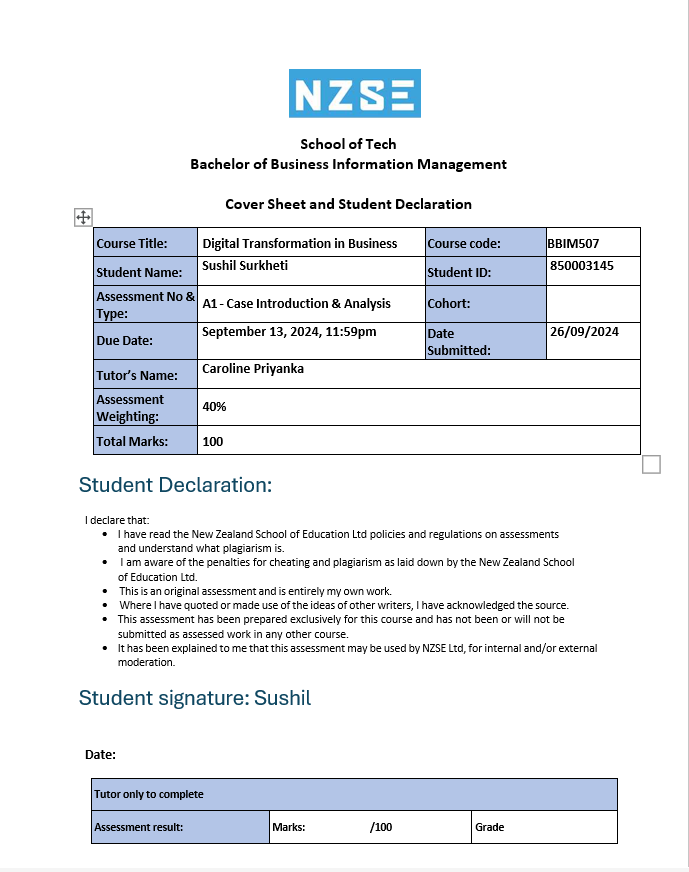 NZSE
School of Tech
Bachelor of Business Information Management
Cover Sheet and Student Declaration
Course Title: Digital Transformation in Business Course code: BBIM507
Student Name: Sushil Surkheti Student ID: 850003145
Assessment No &
Type: A1 - Case Introduction & Analysis Cohort:
Due Date: September 13, 2024, 11:59pm Date
Submitted: 26/09/2024
Tutor’s Name: Caroline Priyanka
Assessment
Weighting: 40%
Total Marks: 100
Student Declaration:
I declare that:
• I have read the New Zealand School of Education Ltd policies and regulations on assessments
and understand what plagiarism is.
• I am aware of the penalties for cheating and plagiarism as laid down by the New Zealand School
of Education Ltd.
• This is an original assessment and is entirely my own work.
• Where I have quoted or made use of the ideas of other writers, I have acknowledged the source.
• This assessment has been prepared exclusively for this course and has not been or will not be
submitted as assessed work in any other course.
• It has been explained to me that this assessment may be used by NZSE Ltd, for internal and/or external
moderation.
Student signature: Sushil
Date:
Tutor only to complete
Assessment result: Marks: /100 Grade